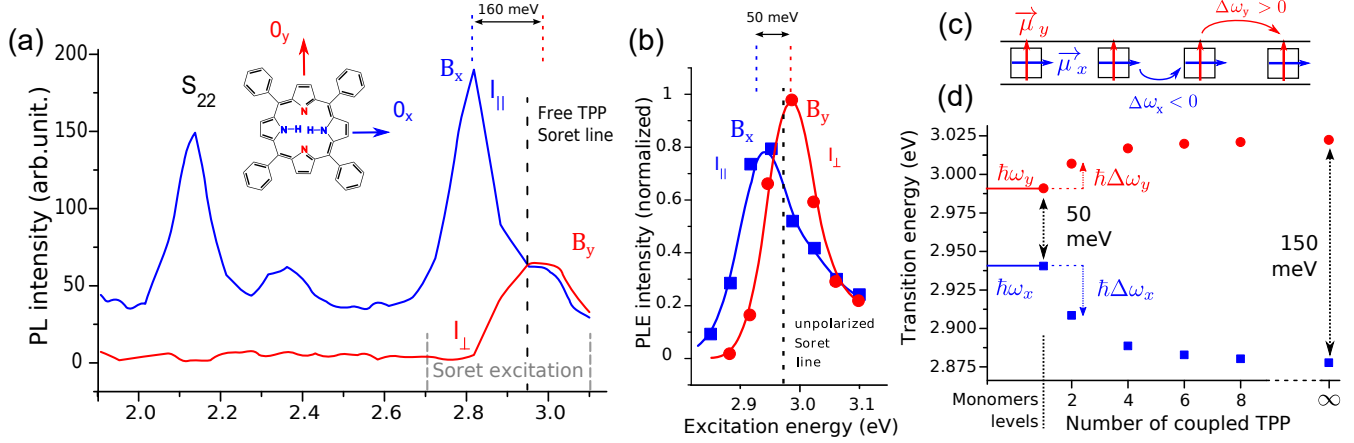 (a)
160 meV
PL intensity (arb.unit.)
200
150
100
50
0
S22
0y
0x
N
N-H H-N
N
Bx
I||
Free TPP
Soret line
By
I⊥
Soret excitation
2.0
2.2
2.4
2.6
2.8
3.0
(b)
50 meV
PLE intensity (normalized)
1
0.8
0.6
0.4
0.2
0
Bx
By
I||
I⊥
unpolarized
Soret
line
2.9
3.0
3.1
Excitation energy (eV)
(c)
μy
μx
Δωy > 0
Δωx < 0
(d)
Transition energy (eV)
3.025
3.000
2.975
2.950
2.925
2.900
2.875
ħωy
ħΔωy
50
meV
150
meV
ħωx
ħΔωx
Monomers
levels
2
4
6
8
∞
Number of coupled TPP